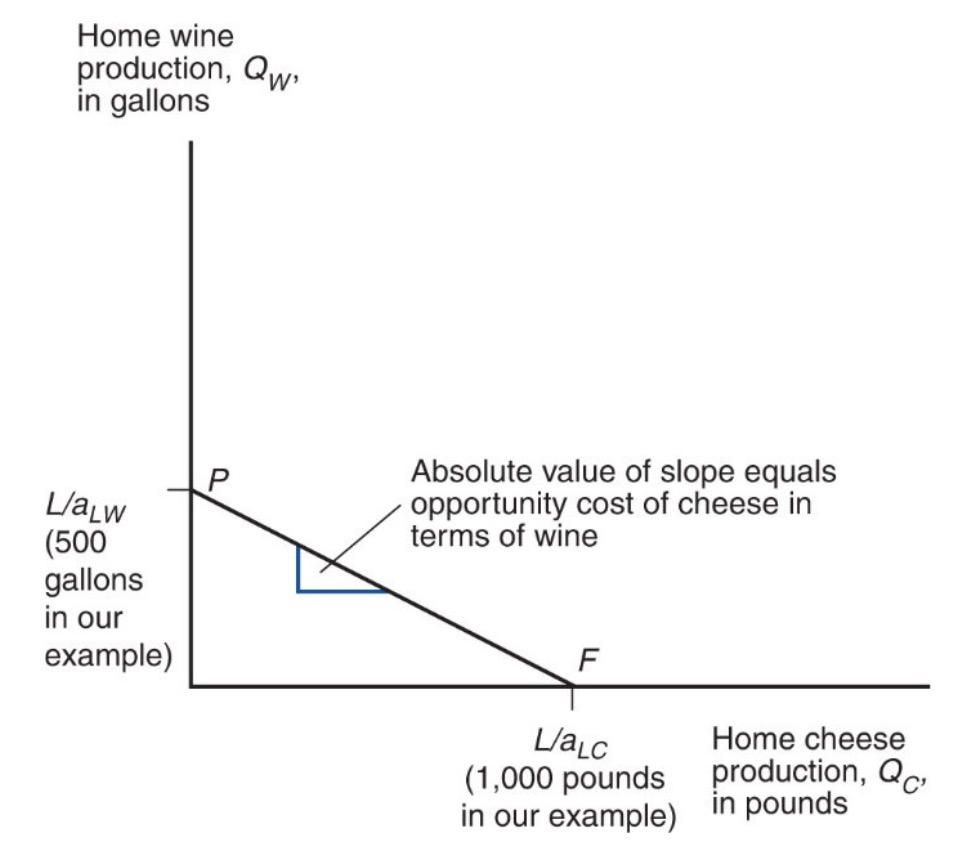 Home wine
production, Q_W,
in gallons
P
Absolute value of slope equals
opportunity cost of cheese in
terms of wine
L/a_LW
(500
gallons
in our
example)
F
L/a_LC
(1,000 pounds
in our example)
Home cheese
production, Q_C,
in pounds